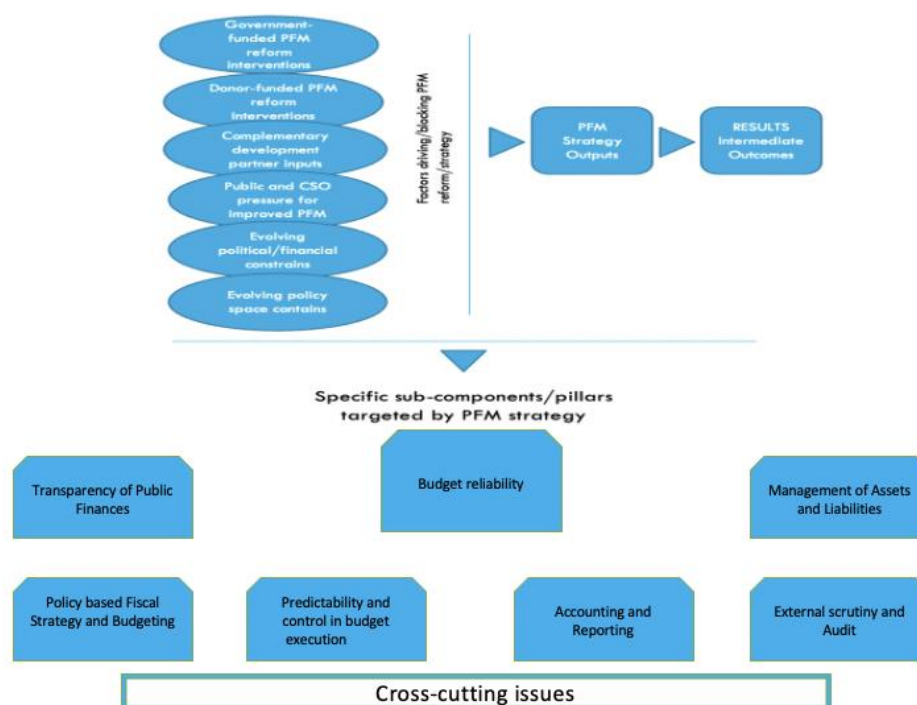 Government-
funded PFM
reform
interventions
Donor-funded PFM
reform
interventions
Complementary
development
partner inputs
Public and CSO
pressure for
improved PFM
Evolving
political/financial
constrains
Evolving policy
space contains
Factors driving/blocking PFM
reform/strategy
PFM
Strategy
Outputs
RESULTS
Intermediate
Outcomes
Specific sub-components/pillars
targeted by PFM strategy
Transparency of Public
Finances
Budget reliability
Management of Assets
and Liabilities
Policy based Fiscal
Strategy and Budgeting
Predictability and
control in budget
execution
Accounting and
Reporting
External scrutiny and
Audit
Cross-cutting issues